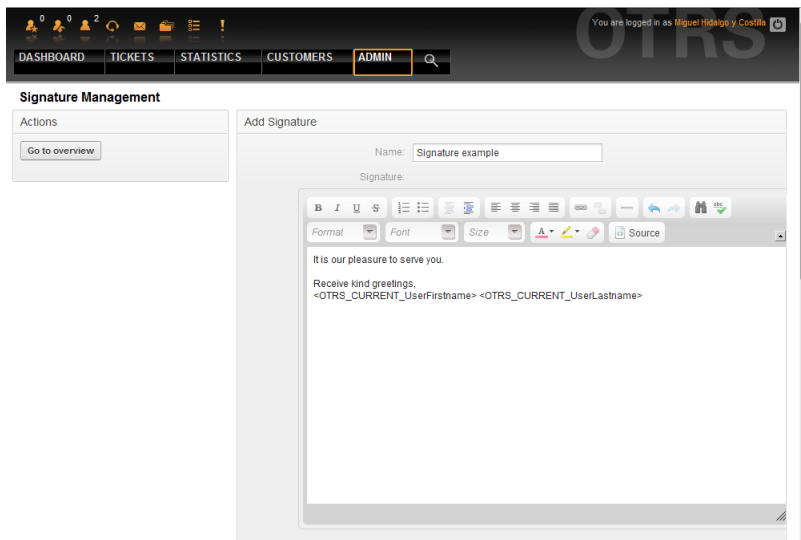 0 0 2
You are logged in as Miguel Hidalgo y Costilla
OTRS
DASHBOARD TICKETS STATISTICS CUSTOMERS ADMIN
Signature Management
Actions
Go to overview
Add Signature
Name: Signature example
Signature:
B I U S abc
Format Font Size A Source
It is our pleasure to serve you.
Receive kind greetings,
<OTRS_CURRENT_UserFirstname> <OTRS_CURRENT_UserLastname>